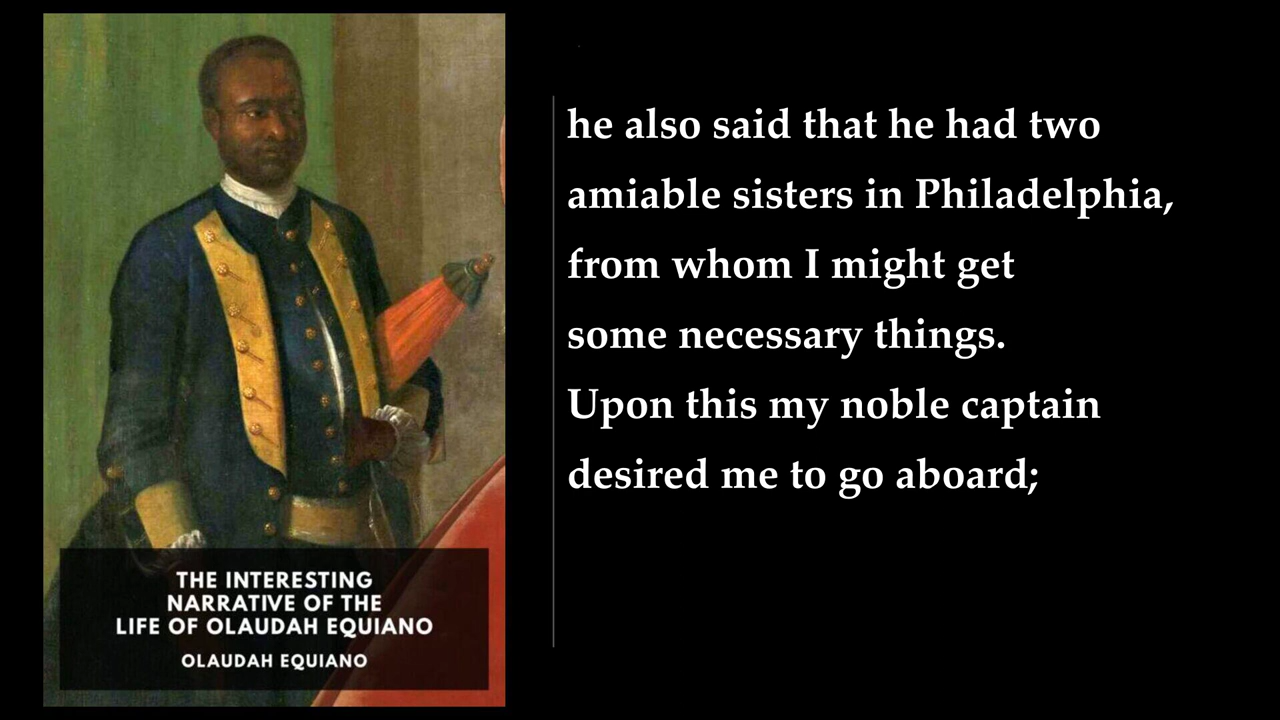 he also said that he had two
amiable sisters in Philadelphia,
from whom I might get
some necessary things.
Upon this my noble captain
desired me to go aboard;
THE INTERESTING
NARRATIVE OF THE
LIFE OF OLAUDAH EQUIANO
OLAUDAH EQUIANO